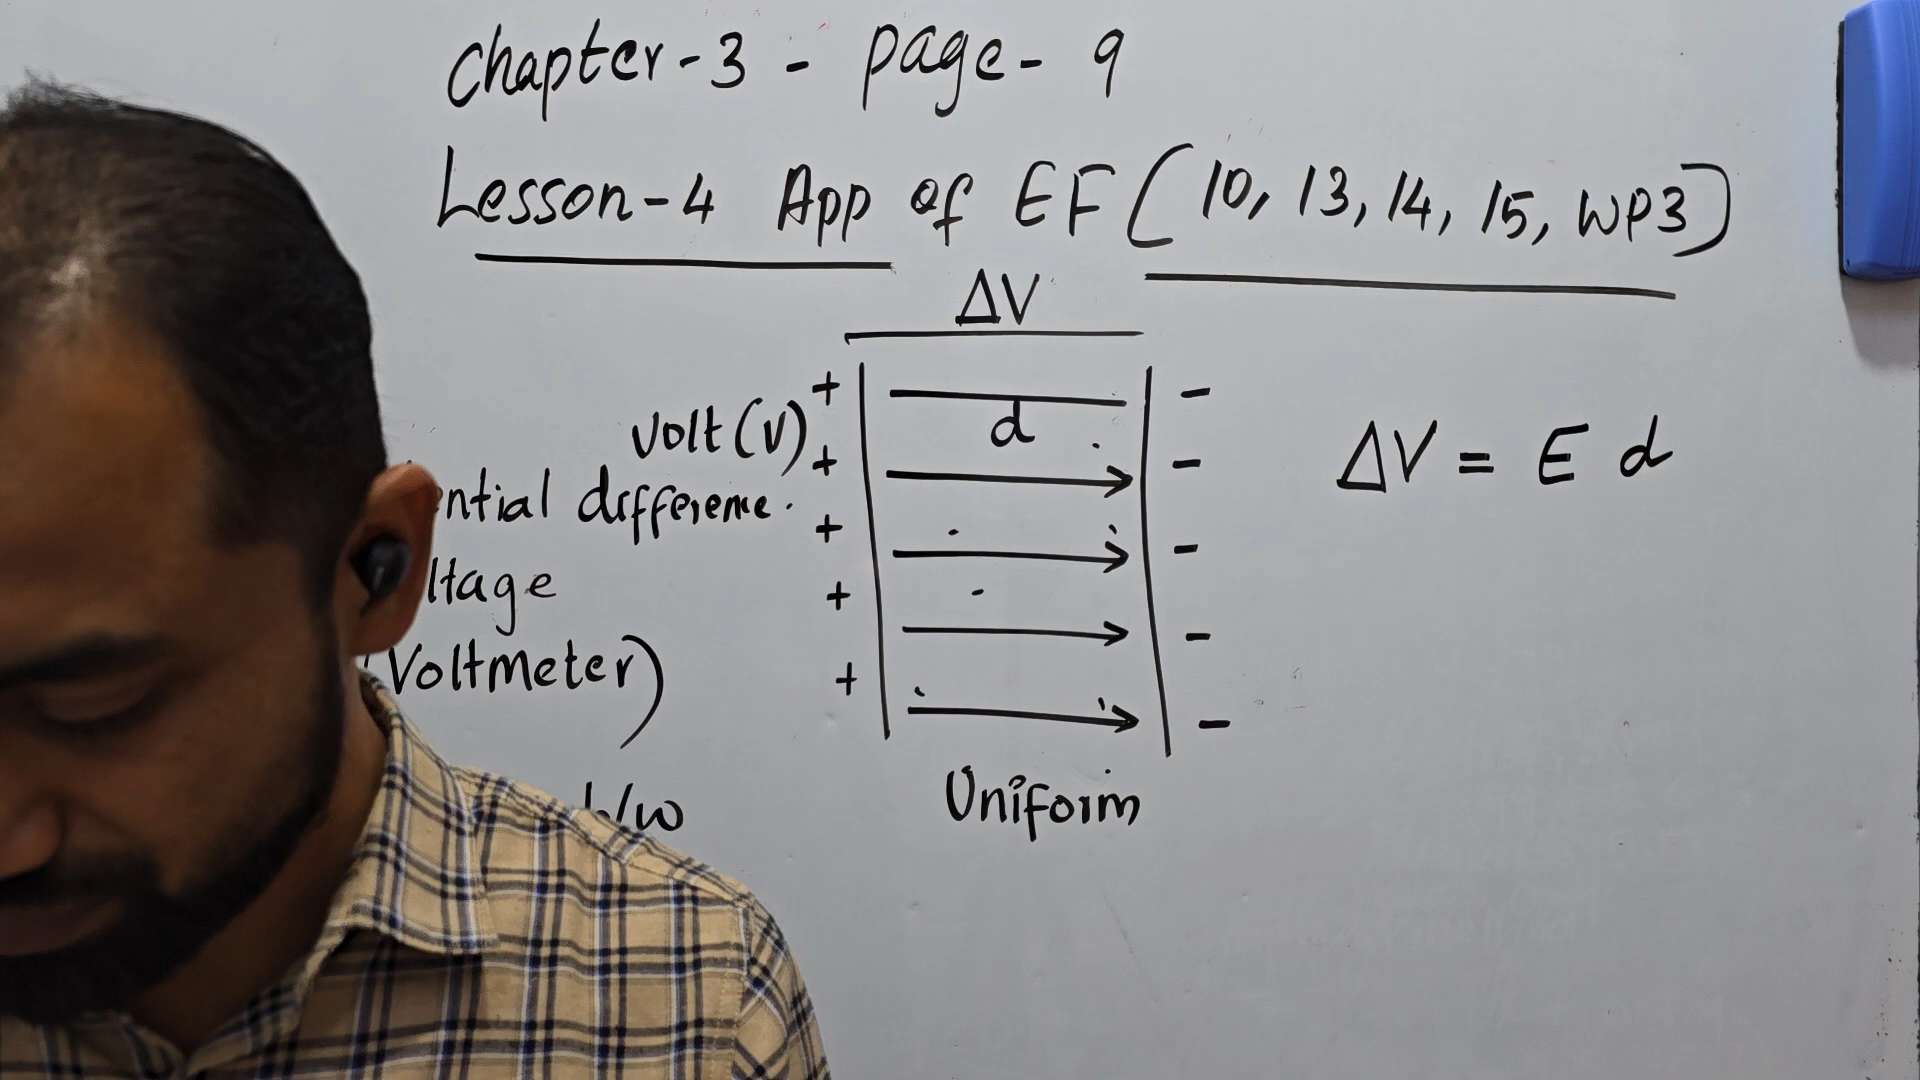 Chapter-3 - page- 9
Lesson-4 App of EF (10, 13, 14, 15, WP3)
ΔV
+ -
volt (V) d
+ -
ntial difference.
+ -
ltage
+ -
(Voltmeter)
+ -
b/w
Uniform
ΔV = E d